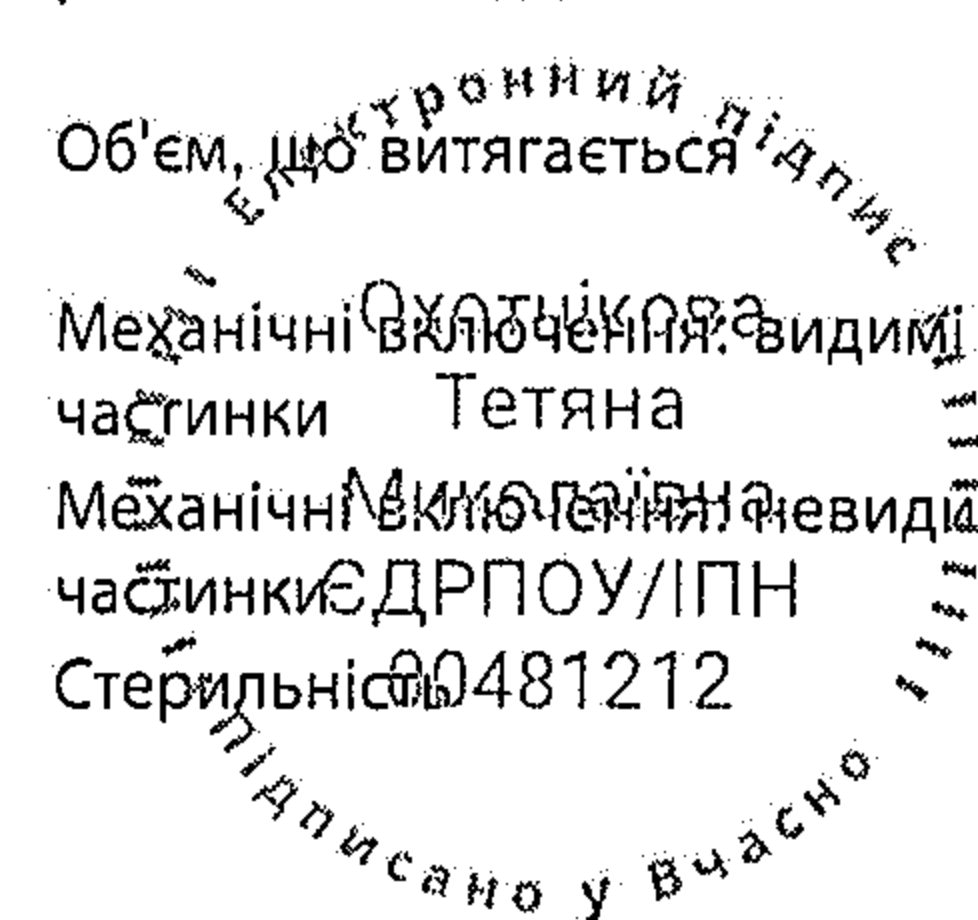 Електронний підпис
Об'єм, що витягається
Механічні включення: видимі
частинки
Механічні включення: невиди
частинки
Стерильність
Охотнікова
Тетяна
Миколаївна
ЄДРПОУ/ІПН
00481212
Підписано у Вчасно